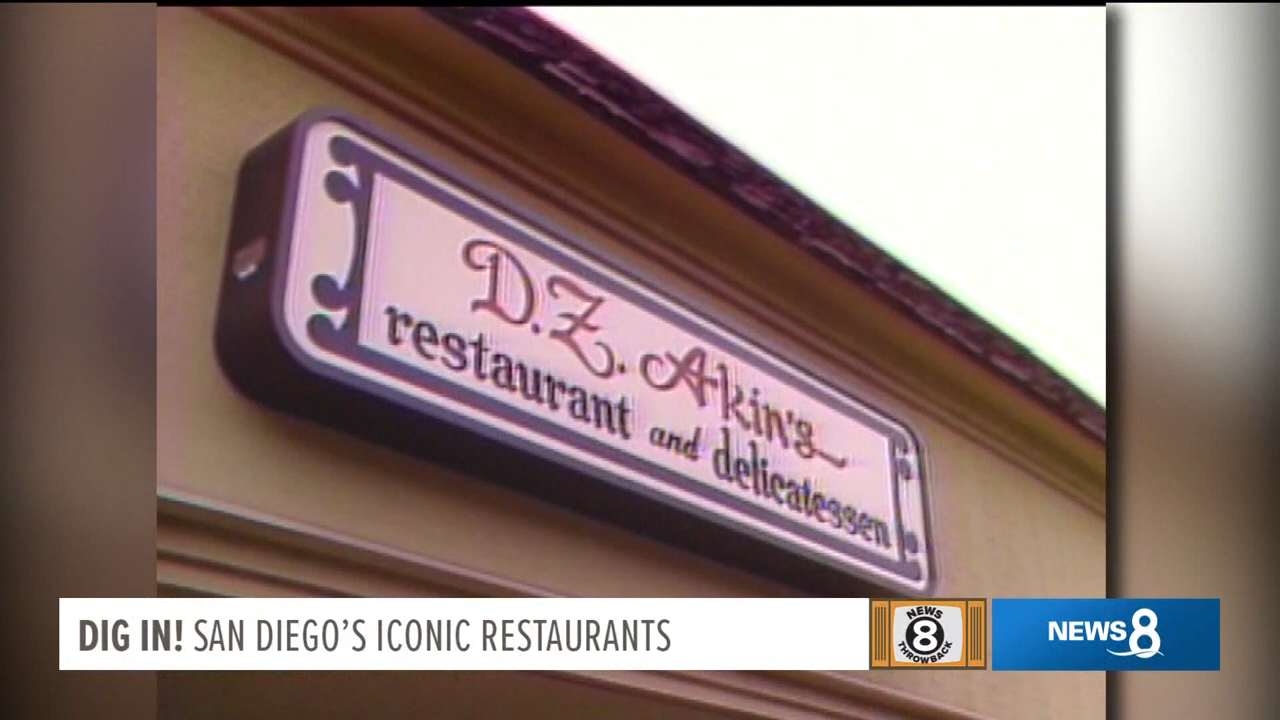 D.Z. Akin's
restaurant and delicatessen
DIG IN! SAN DIEGO'S ICONIC RESTAURANTS
NEWS
8
THROWBACK
NEWS 8